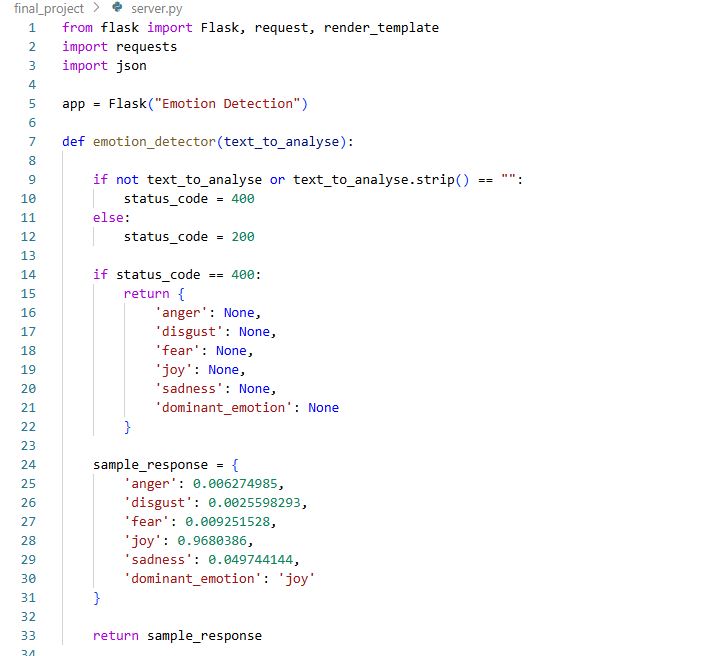 final_project > server.py
1 from flask import Flask, request, render_template
2 import requests
3 import json
4
5 app = Flask("Emotion Detection")
6
7 def emotion_detector(text_to_analyse):
8
9     if not text_to_analyse or text_to_analyse.strip() == "":
10         status_code = 400
11     else:
12         status_code = 200
13
14     if status_code == 400:
15         return {
16             'anger': None,
17             'disgust': None,
18             'fear': None,
19             'joy': None,
20             'sadness': None,
21             'dominant_emotion': None
22         }
23
24     sample_response = {
25         'anger': 0.006274985,
26         'disgust': 0.0025598293,
27         'fear': 0.009251528,
28         'joy': 0.9680386,
29         'sadness': 0.049744144,
30         'dominant_emotion': 'joy'
31     }
32
33     return sample_response
34